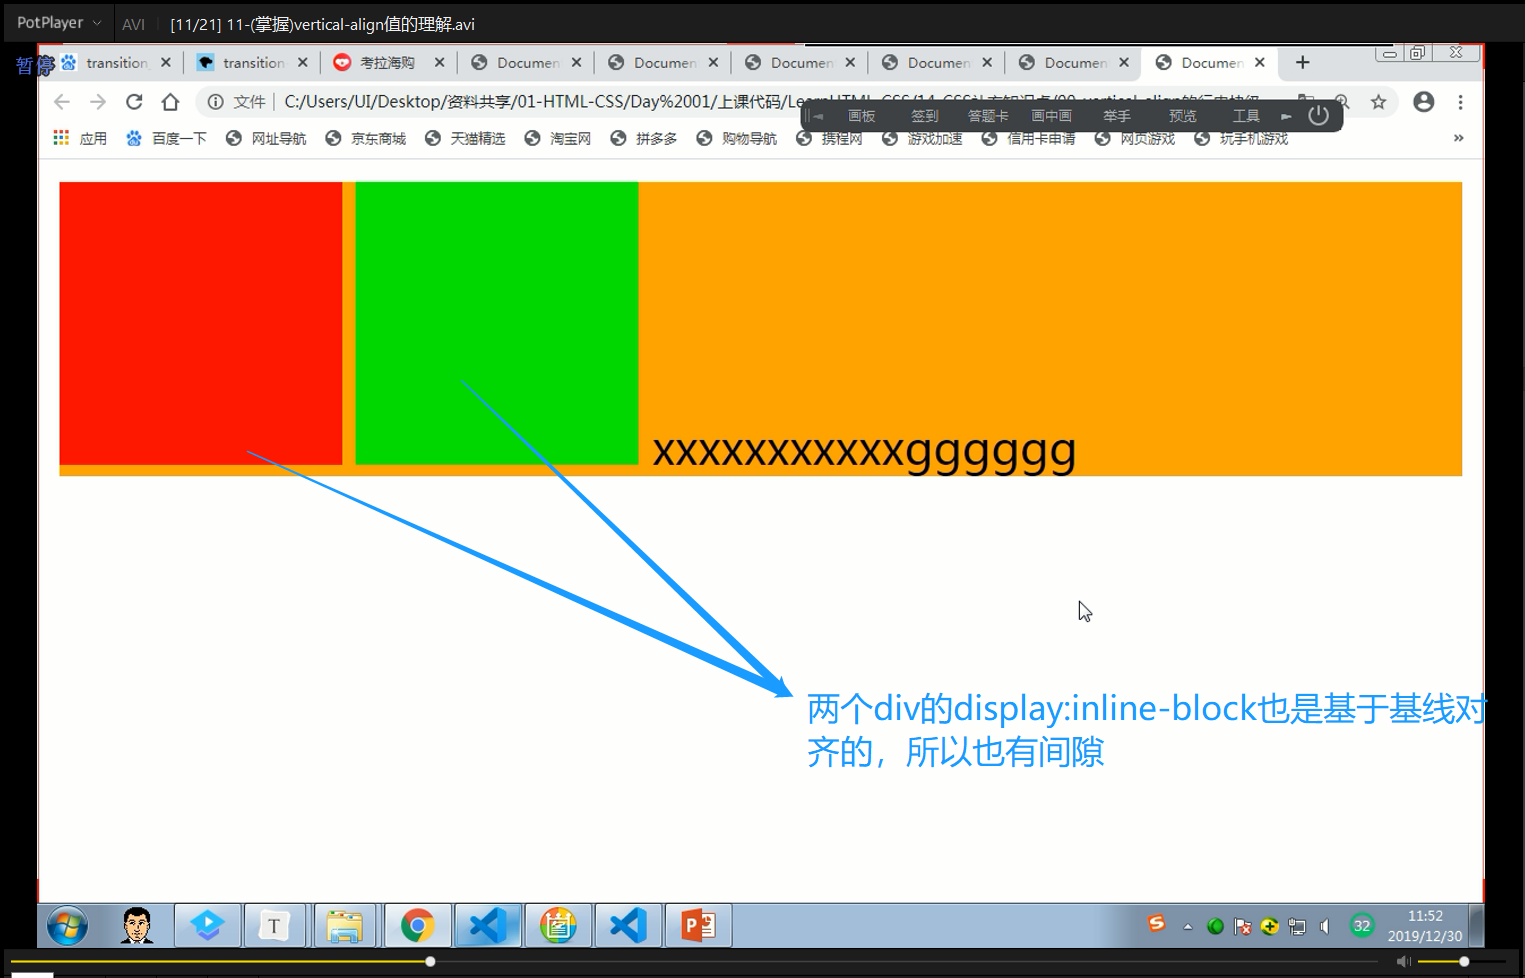 PotPlayer AVI [11/21] 11-(掌握)vertical-align值的理解.avi
暂停
transition transition 考拉海购 Documen Documen Documen Documen Documen Documen
文件 C:/Users/UI/Desktop/资料共享/01-HTML-CSS/Day%2001/上课代码/LearnHTML_CSS/14-CSS
画板 签到 答题卡 画中画 举手 预览 工具
应用 百度一下 网址导航 京东商城 天猫精选 淘宝网 拼多多 购物导航 携程网 游戏加速 信用卡申请 网页游戏 玩手机游戏 »
xxxxxxxxxxxgggggg
两个div的display:inline-block也是基于基线对
齐的，所以也有间隙
T
32
11:52
2019/12/30